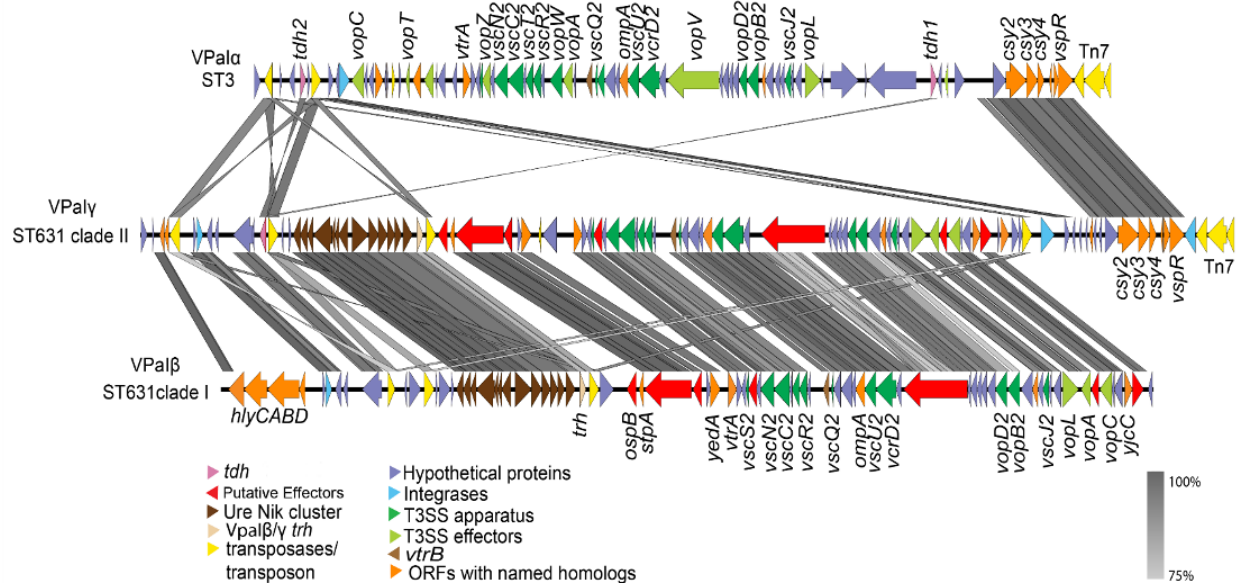 tdh2
vopC
vopT
vtrA
vopZ
vscN2
vscC2
vscT2
vscR2
vopW
vopA
vscQ2
ompA
vscU2
vcrD2
vopV
vopD2
vopB2
vscJ2
vopL
tdh1
csy2
csy3
csy4
vspR
Tn7
VPaIα
ST3
VPaIγ
ST631 clade II
csy2
csy3
csy4
vspR
Tn7
VPaIβ
ST631clade I
hlyCABD
trh
ospB
stpA
yedA
vtrA
vscS2
vscN2
vscC2
vscR2
vscQ2
ompA
vscU2
vcrD2
vopD2
vopB2
vscJ2
vopL
vopA
vopC
yjcC
tdh
Putative Effectors
Ure Nik cluster
VpaIβ/γ trh
transposases/
transposon
Hypothetical proteins
Integrases
T3SS apparatus
T3SS effectors
vtrB
ORFs with named homologs
100%
75%